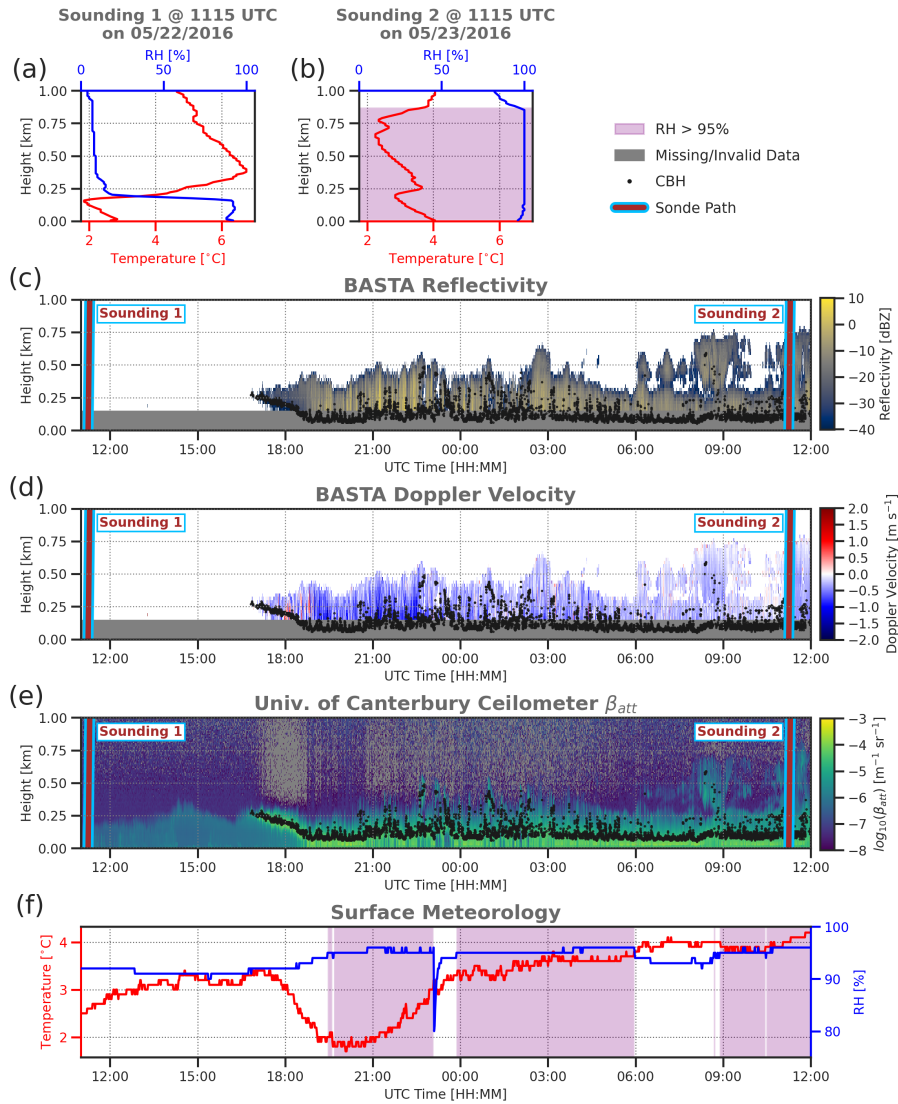 Sounding 1 @ 1115 UTC
on 05/22/2016
Sounding 2 @ 1115 UTC
on 05/23/2016
(a)
RH [%]
0 50 100
1.00
0.75
0.50
0.25
0.00
Height [km]
2 4 6
Temperature [°C]
(b)
RH [%]
0 50 100
1.00
0.75
0.50
0.25
0.00
Height [km]
2 4 6
Temperature [°C]
RH > 95%
Missing/Invalid Data
CBH
Sonde Path
(c)
BASTA Reflectivity
1.00
0.75
0.50
0.25
0.00
Height [km]
Sounding 1
Sounding 2
12:00 15:00 18:00 21:00 00:00 03:00 06:00 09:00 12:00
UTC Time [HH:MM]
10
0
−10
−20
−30
−40
Reflectivity [dBZ]
(d)
BASTA Doppler Velocity
1.00
0.75
0.50
0.25
0.00
Height [km]
Sounding 1
Sounding 2
12:00 15:00 18:00 21:00 00:00 03:00 06:00 09:00 12:00
UTC Time [HH:MM]
2.0
1.5
1.0
0.5
0.0
−0.5
−1.0
−1.5
−2.0
Doppler Velocity [m s⁻¹]
(e)
Univ. of Canterbury Ceilometer βatt
1.00
0.75
0.50
0.25
0.00
Height [km]
Sounding 1
Sounding 2
12:00 15:00 18:00 21:00 00:00 03:00 06:00 09:00 12:00
UTC Time [HH:MM]
−3
−4
−5
−6
−7
−8
log₁₀(βatt) [m⁻¹ sr⁻¹]
(f)
Surface Meteorology
4
3
2
Temperature [°C]
100
90
80
RH [%]
12:00 15:00 18:00 21:00 00:00 03:00 06:00 09:00 12:00
UTC Time [HH:MM]